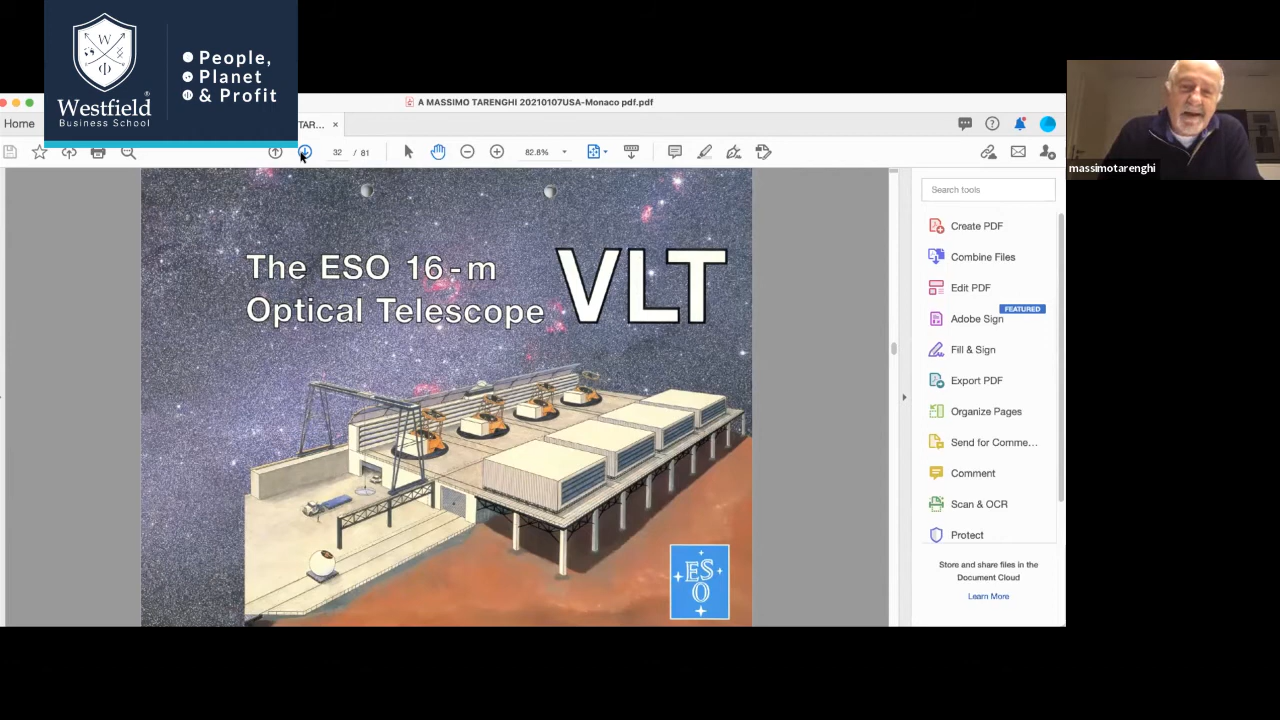 W
Φ
Westfield®
Business School
People,
Planet
& Profit
A MASSIMO TARENGHI 20210107USA-Monaco pdf.pdf
Home
TAR... ×
32 / 81
82.8%
massimotarenghi
The ESO 16-m
Optical Telescope
VLT
ESO
Search tools
Create PDF
Combine Files
Edit PDF
FEATURED
Adobe Sign
Fill & Sign
Export PDF
Organize Pages
Send for Comme...
Comment
Scan & OCR
Protect
Store and share files in the
Document Cloud
Learn More